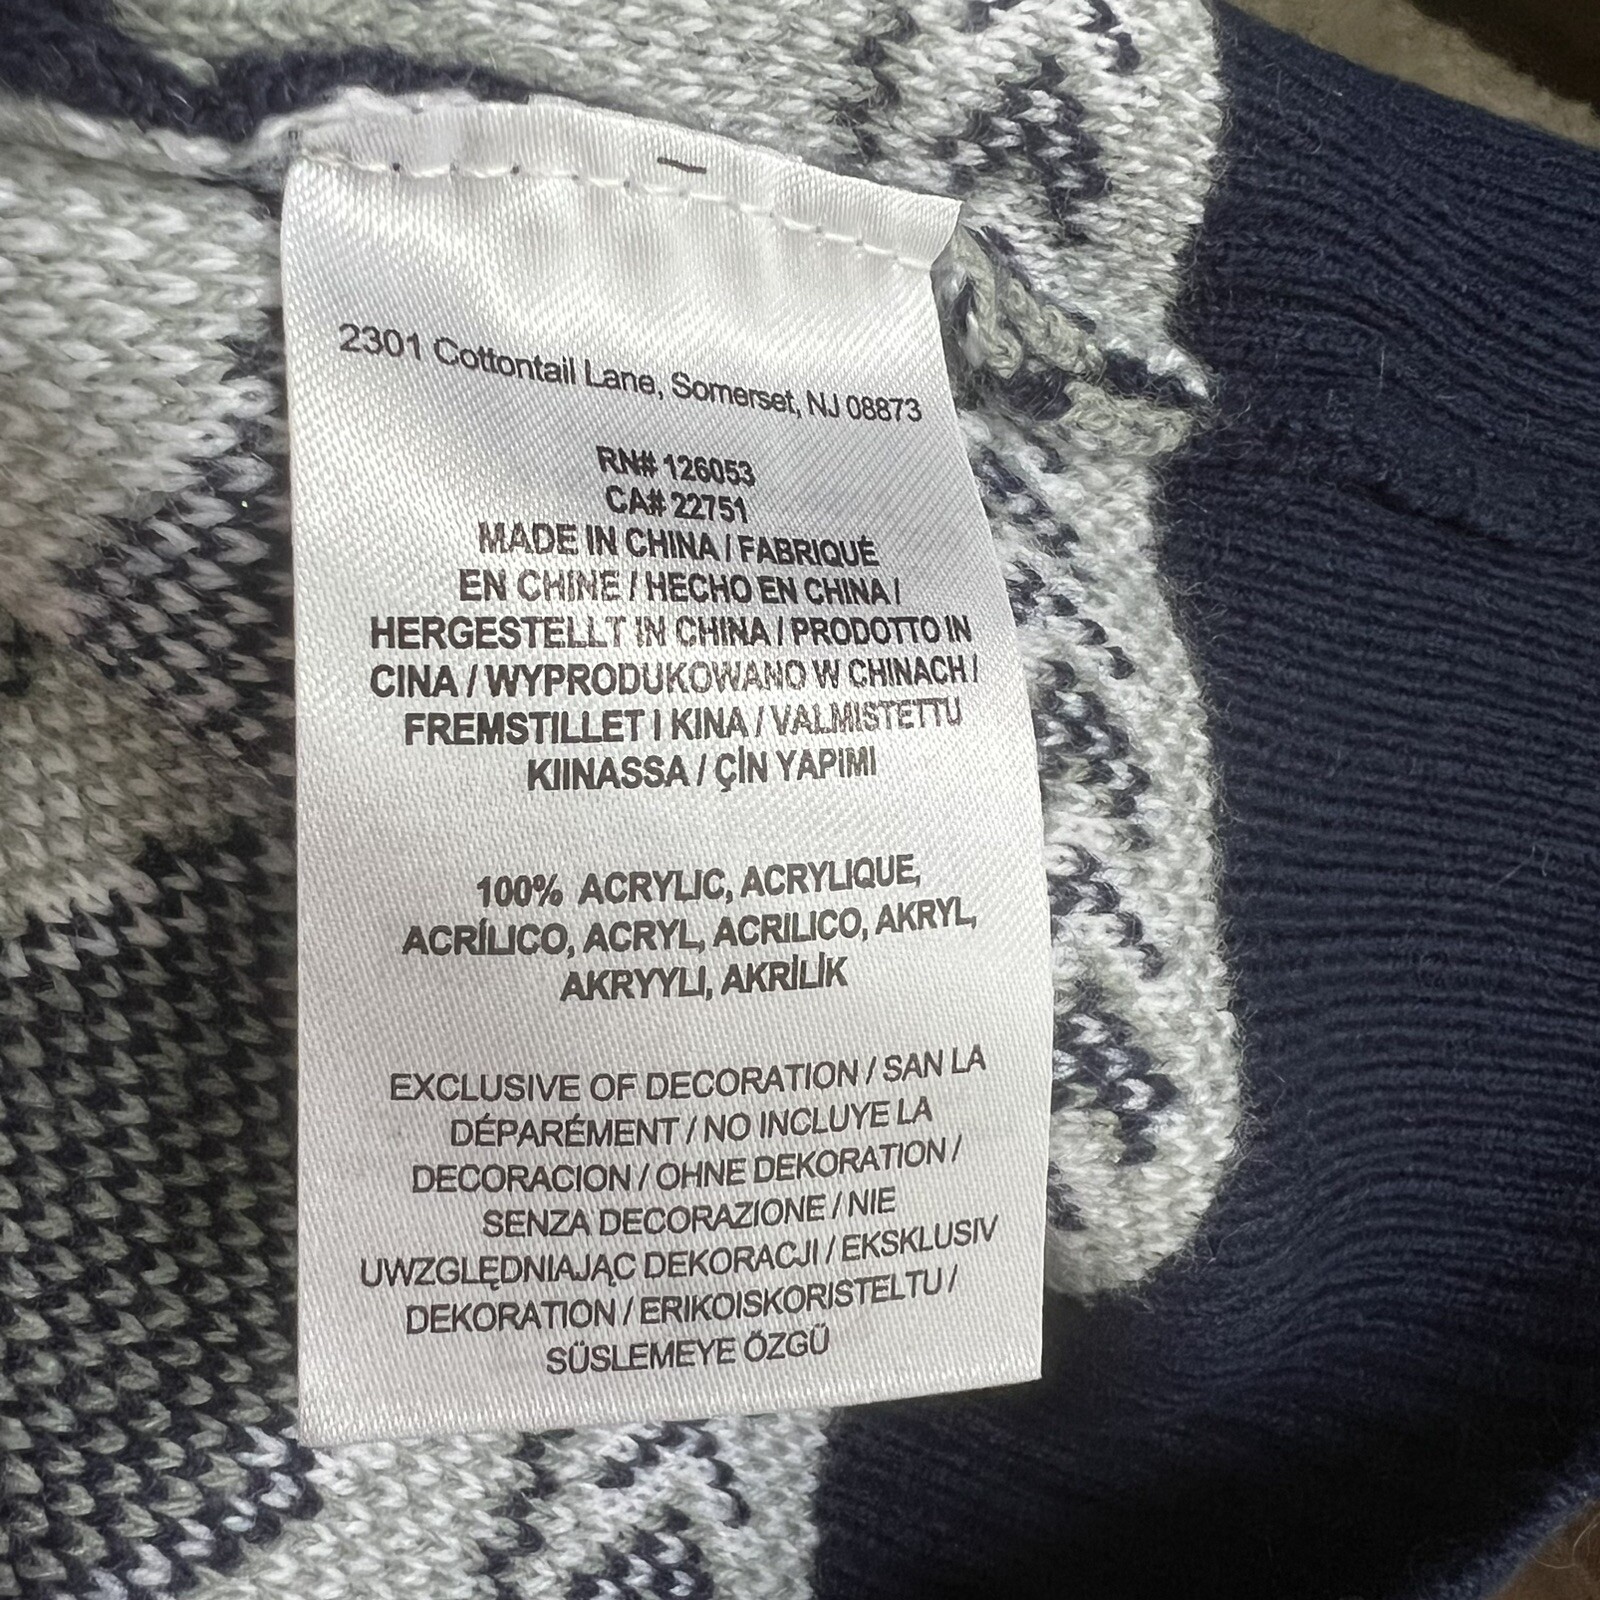 2301 Cottontail Lane, Somerset, NJ 08873
RN# 126053
CA# 22751
MADE IN CHINA / FABRIQUÉ
EN CHINE / HECHO EN CHINA /
HERGESTELLT IN CHINA / PRODOTTO IN
CINA / WYPRODUKOWANO W CHINACH /
FREMSTILLET I KINA / VALMISTETTU
KIINASSA / ÇİN YAPIMI
100% ACRYLIC, ACRYLIQUE,
ACRÍLICO, ACRYL, ACRILICO, AKRYL,
AKRYYLI, AKRİLİK
EXCLUSIVE OF DECORATION / SAN LA
DÉPARÉMENT / NO INCLUYE LA
DECORACION / OHNE DEKORATION /
SENZA DECORAZIONE / NIE
UWZGLĘDNIAJĄC DEKORACJI / EKSKLUSIV
DEKORATION / ERIKOISKORISTELTU /
SÜSLEMEYE ÖZGÜ